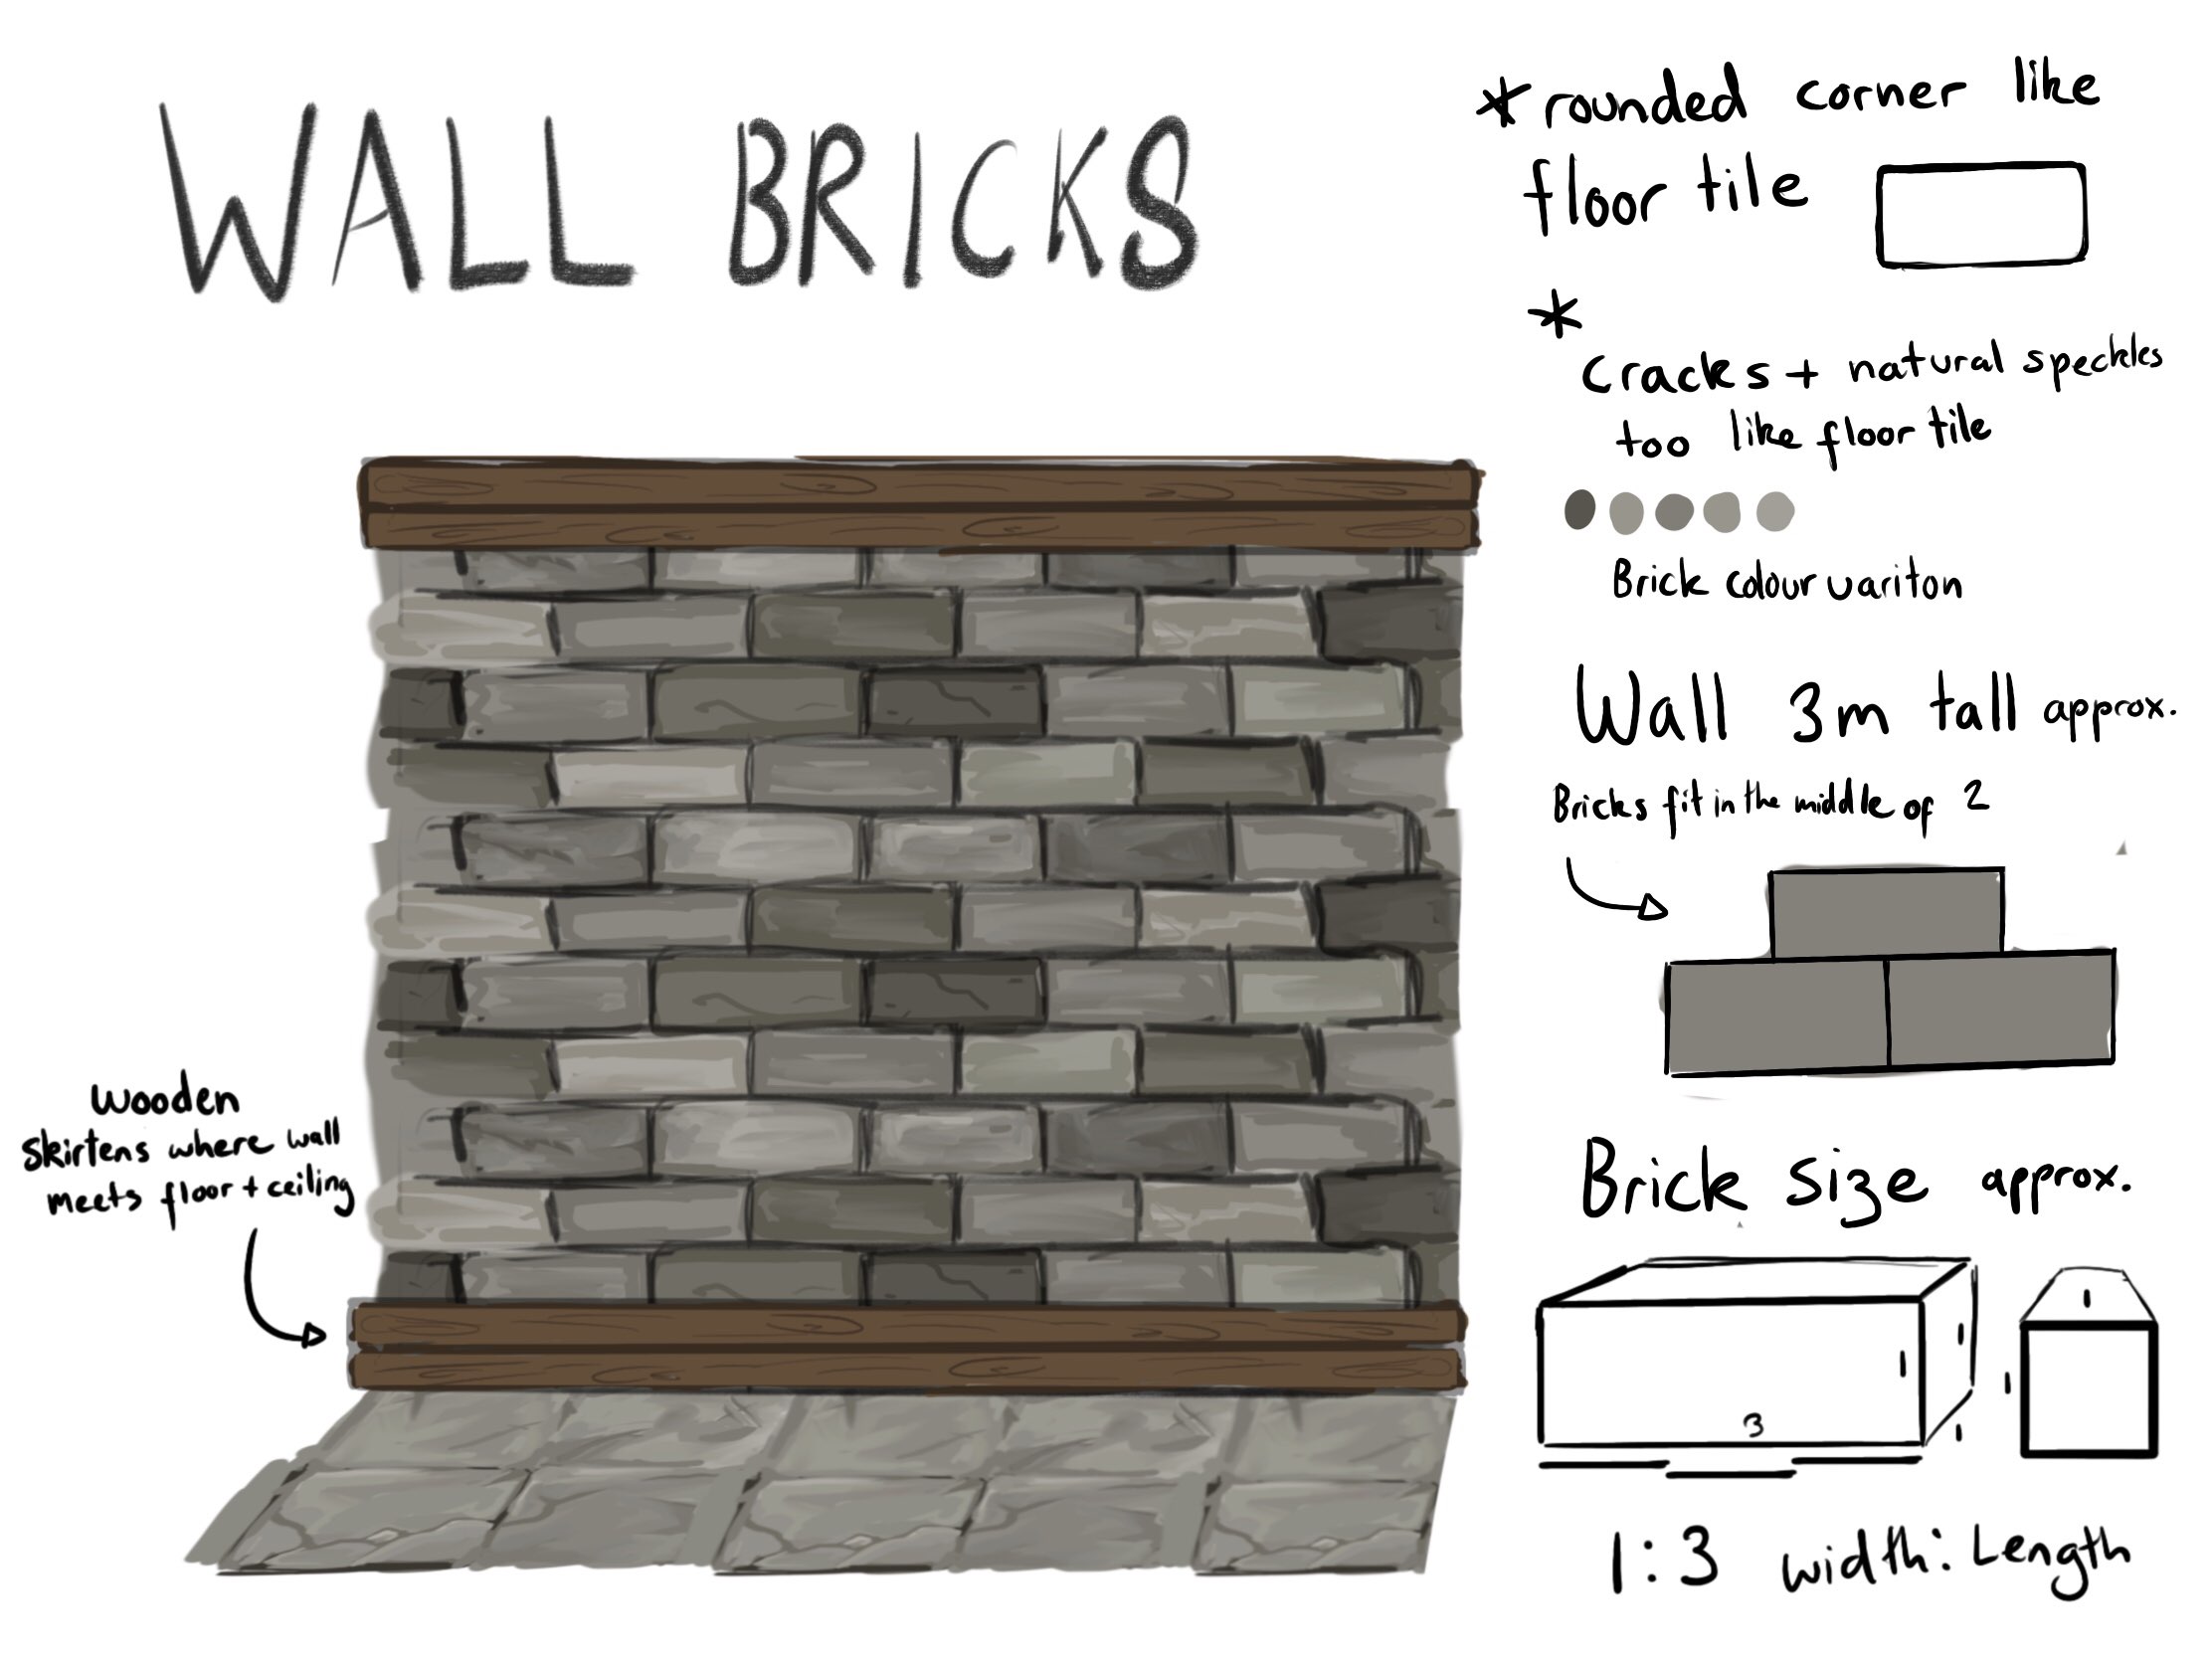 WALL BRICKS
* rounded corner like
floor tile
*
Cracks + natural speckles
too like floor tile
Brick colour variton
Wall 3m tall approx.
Bricks fit in the middle of 2
Wooden
Skirtens where wall
meets floor + ceiling
Brick size approx.
1
1
1
1
1
3
1
1:3 width: Length